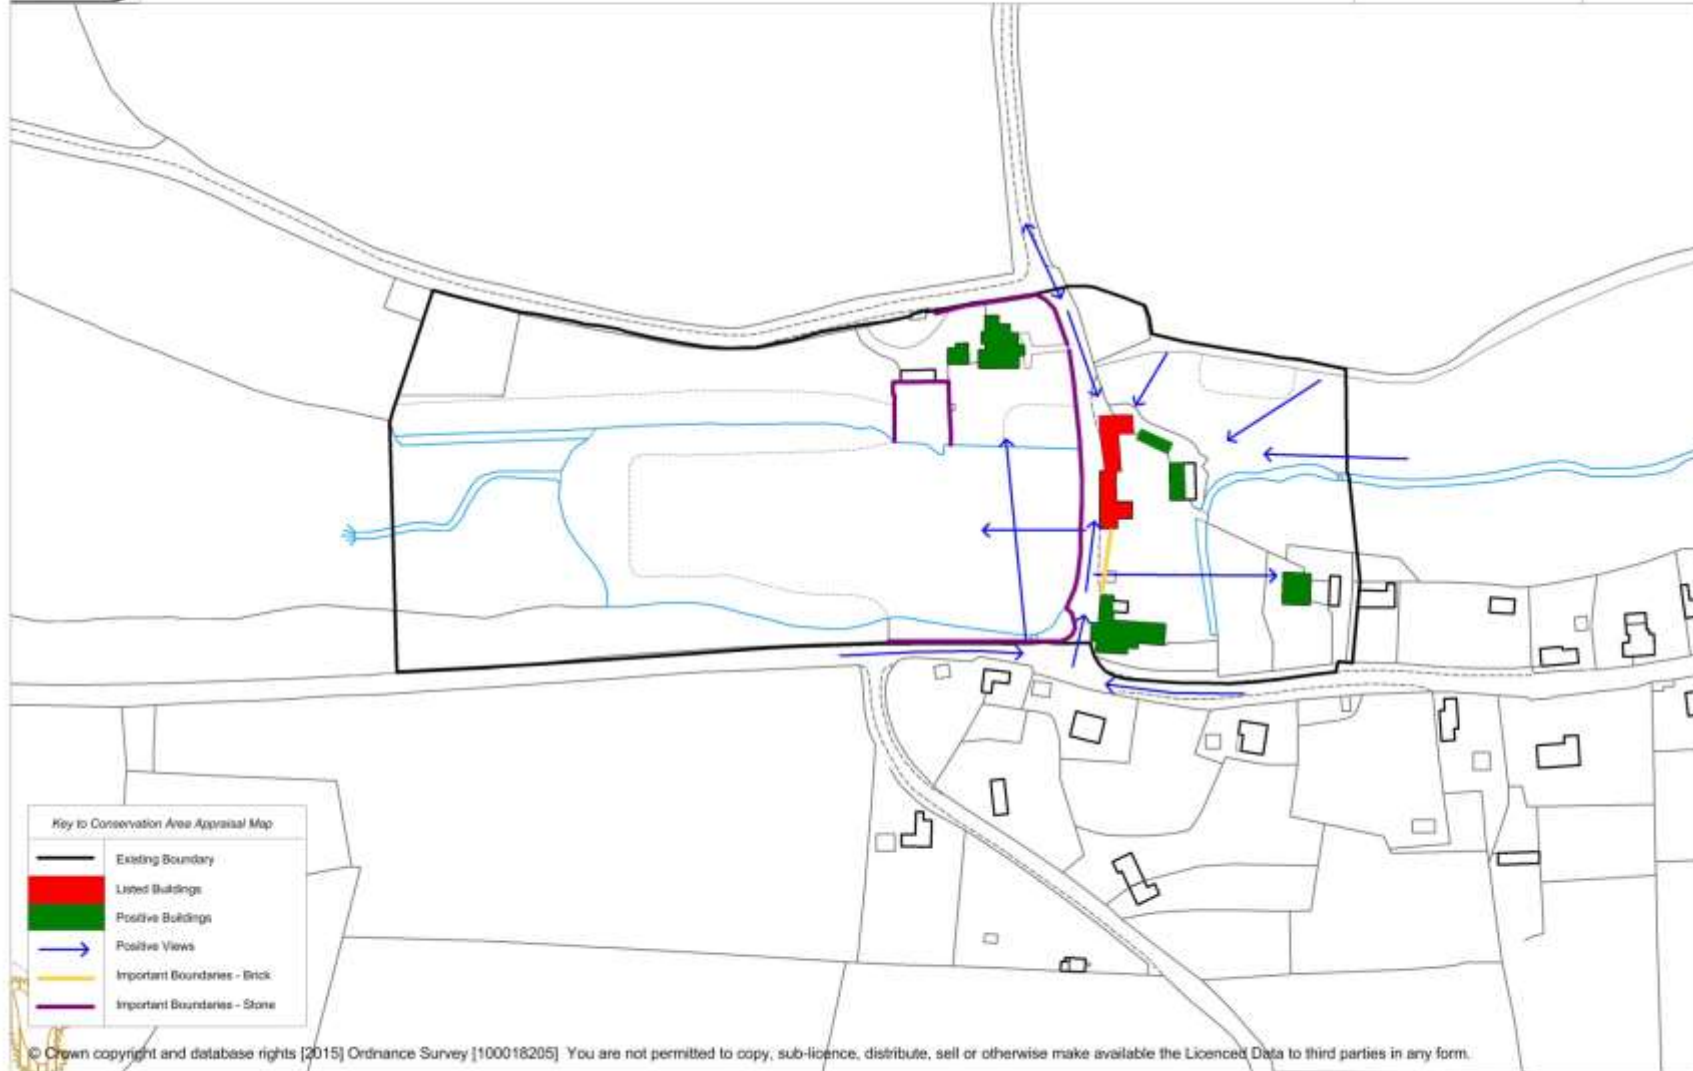 Key to Conservation Area Appraisal Map
Existing Boundary
Listed Buildings
Positive Buildings
Positive Views
Important Boundaries - Brick
Important Boundaries - Stone
© Crown copyright and database rights [2015] Ordnance Survey [100018205] You are not permitted to copy, sub-licence, distribute, sell or otherwise make available the Licenced Data to third parties in any form.